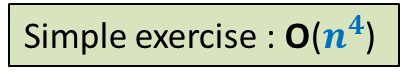 Simple exercise : O(n⁴)